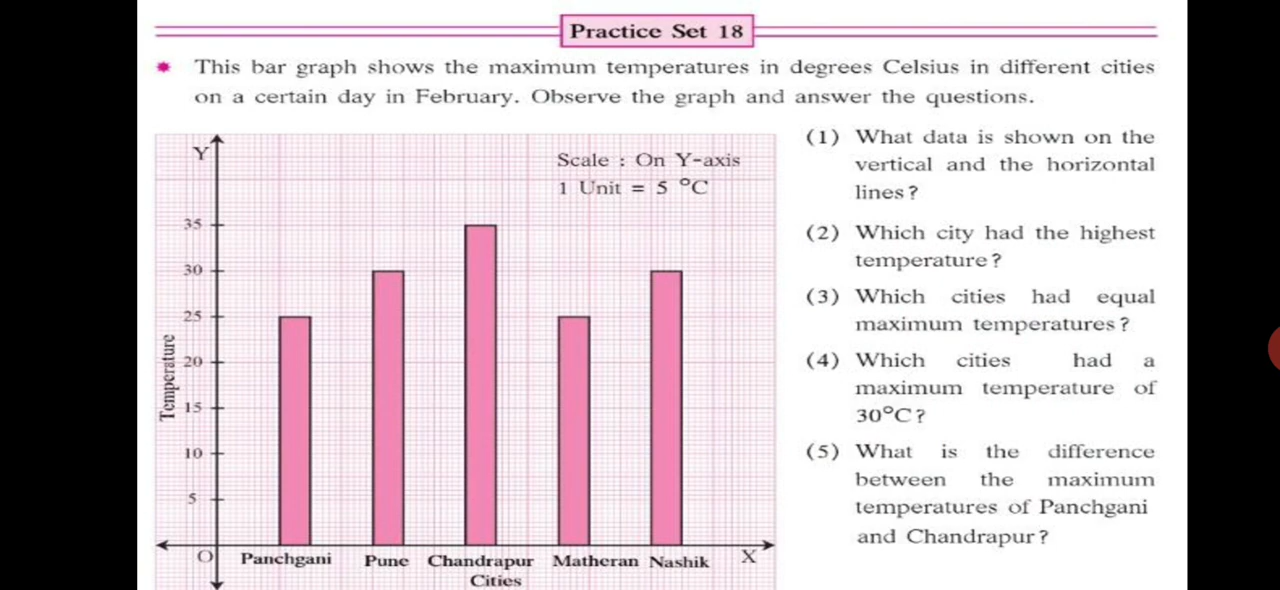 Practice Set 18
This bar graph shows the maximum temperatures in degrees Celsius in different cities
on a certain day in February. Observe the graph and answer the questions.
Y
Scale : On Y-axis
1 Unit = 5 °C
35
30
25
20
15
10
5
Temperature
O
X
Panchgani Pune Chandrapur Matheran Nashik
Cities
(1) What data is shown on the
vertical and the horizontal
lines?
(2) Which city had the highest
temperature?
(3) Which cities had equal
maximum temperatures?
(4) Which cities had a
maximum temperature of
30°C?
(5) What is the difference
between the maximum
temperatures of Panchgani
and Chandrapur?